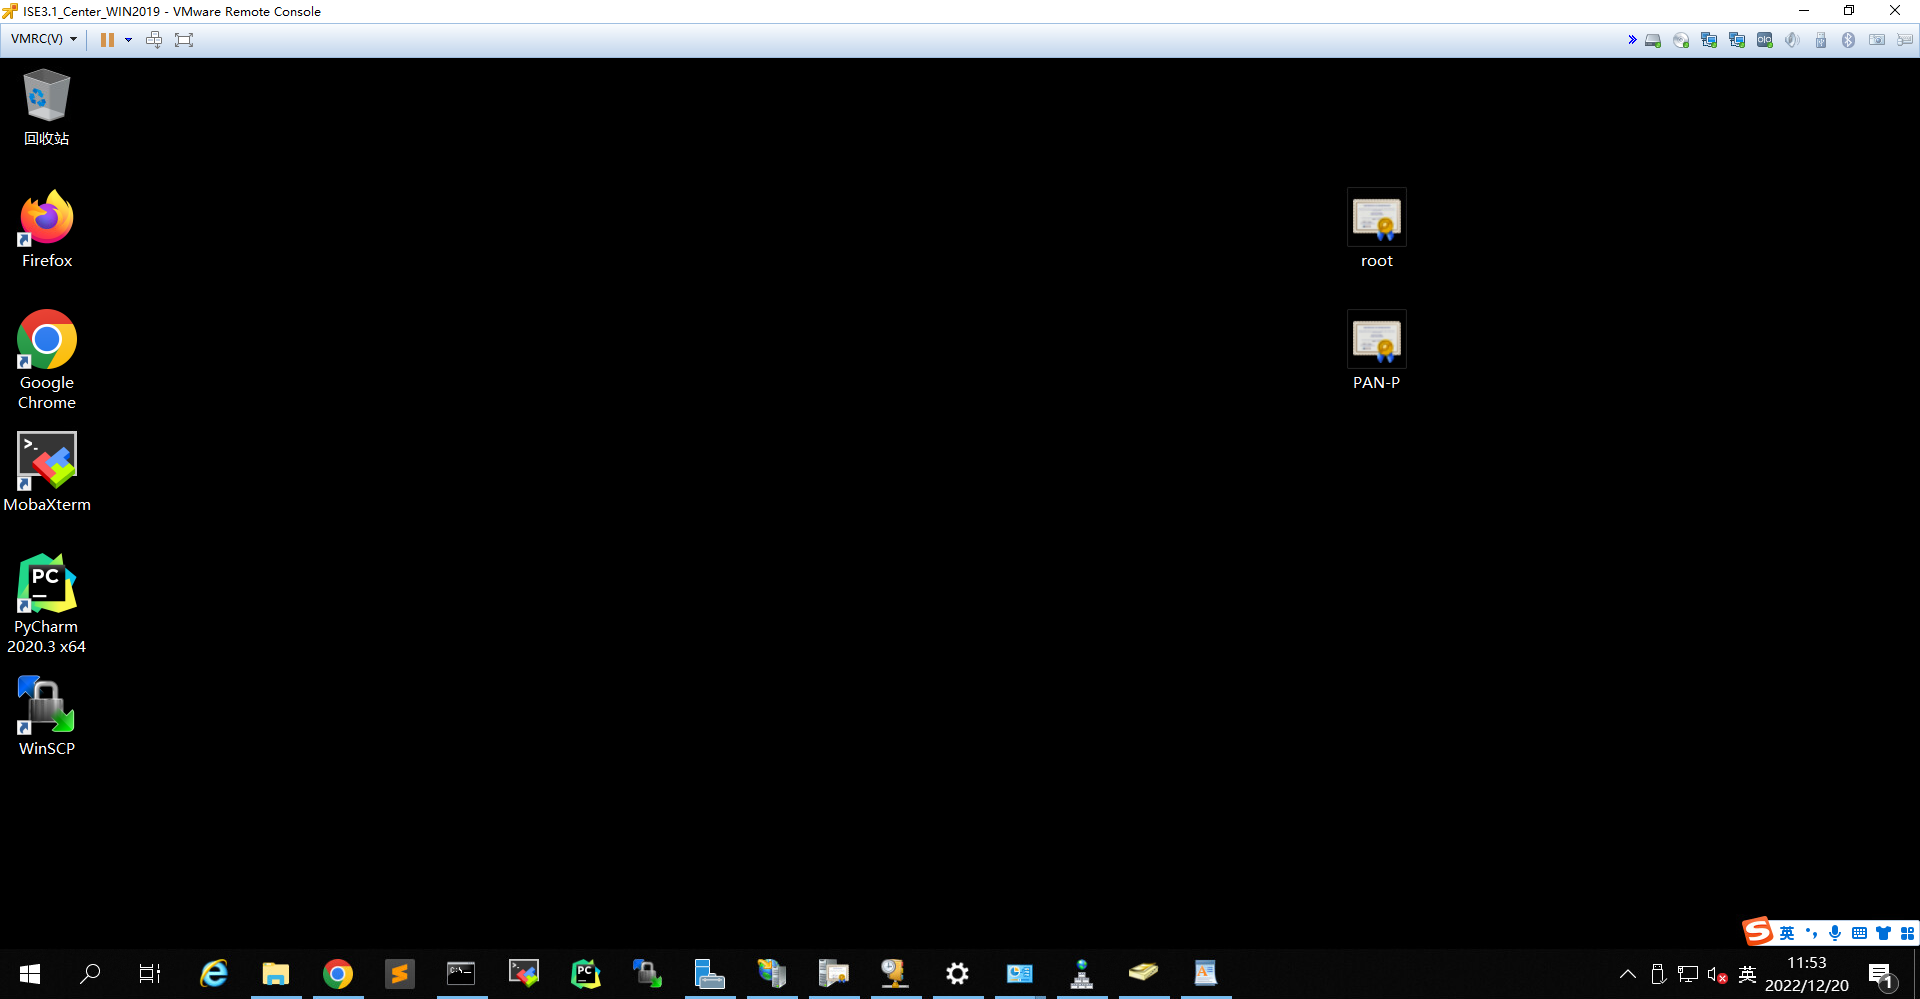 ISE3.1_Center_WIN2019 - VMware Remote Console
VMRC(V)
回收站
Firefox
Google
Chrome
MobaXterm
PyCharm
2020.3 x64
WinSCP
root
PAN-P
英
英
11:53
2022/12/20
1